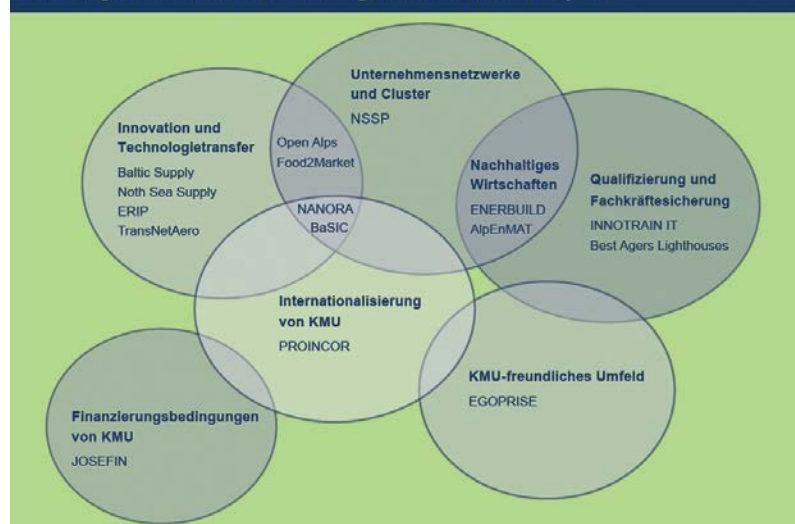 Unternehmensnetzwerke
und Cluster
NSSP
Innovation und
Technologietransfer
Baltic Supply
Noth Sea Supply
ERIP
TransNetAero
Open Alps
Food2Market
NANORA
BaSIC
Nachhaltiges
Wirtschaften
ENERBUILD
AlpEnMAT
Qualifizierung und
Fachkräftesicherung
INNOTRAIN IT
Best Agers Lighthouses
Internationalisierung
von KMU
PROINCOR
KMU-freundliches Umfeld
EGOPRISE
Finanzierungsbedingungen
von KMU
JOSEFIN